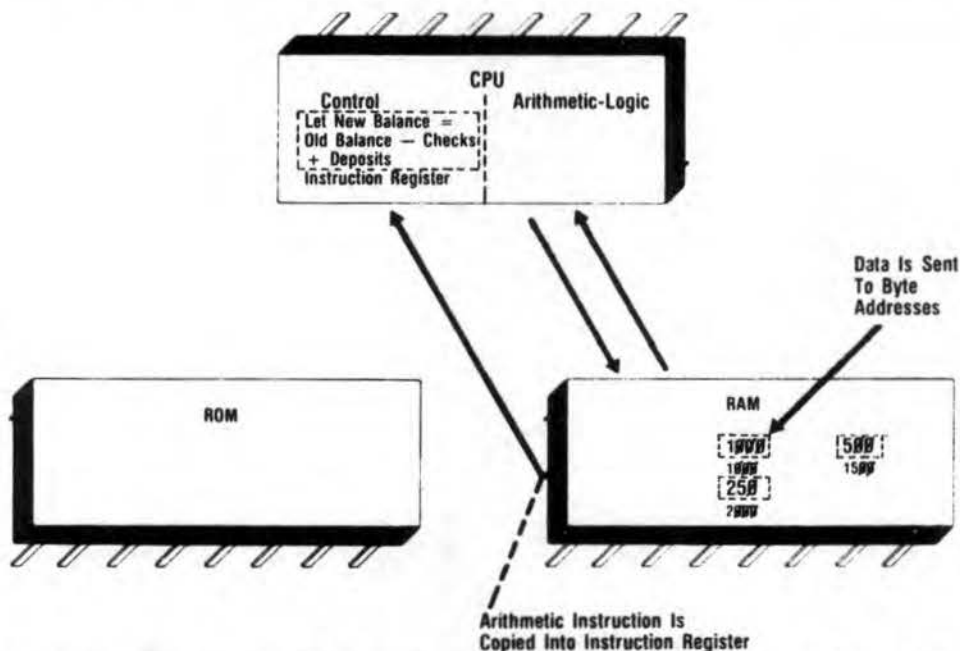 CPU
Control
Arithmetic-Logic
Let New Balance =
Old Balance — Checks
+ Deposits
Instruction Register
Data Is Sent
To Byte
Addresses
ROM
RAM
1000
500
1000
1500
250
2000
Arithmetic Instruction Is
Copied Into Instruction Register